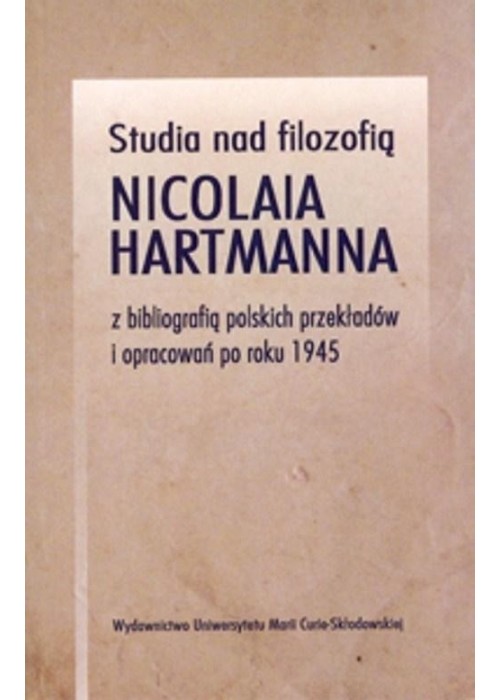 Studia nad filozofią
NICOLAIA
HARTMANNA
z bibliografią polskich przekładów
i opracowań po roku 1945
Wydawnictwo Uniwersytetu Marii Curie-Skłodowskiej